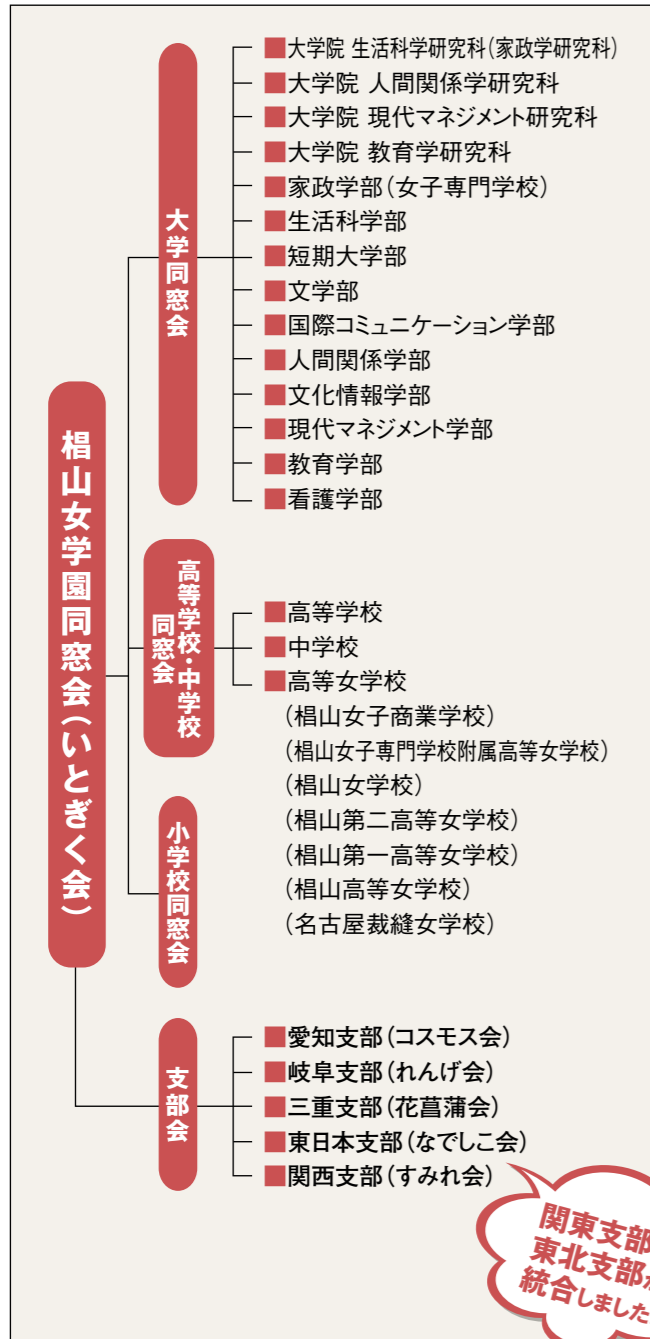 椙山女学園同窓会(いとぎく会)
大学同窓会
■大学院 生活科学研究科(家政学研究科)
■大学院 人間関係学研究科
■大学院 現代マネジメント研究科
■大学院 教育学研究科
■家政学部(女子専門学校)
■生活科学部
■短期大学部
■文学部
■国際コミュニケーション学部
■人間関係学部
■文化情報学部
■現代マネジメント学部
■教育学部
■看護学部
高等学校・中学校
同窓会
■高等学校
■中学校
■高等女学校
(椙山女子商業学校)
(椙山女子専門学校附属高等女学校)
(椙山女学校)
(椙山第二高等女学校)
(椙山第一高等女学校)
(椙山高等女学校)
(名古屋裁縫女学校)
小学校同窓会
支部会
■愛知支部(コスモス会)
■岐阜支部(れんげ会)
■三重支部(花菖蒲会)
■東日本支部(なでしこ会)
■関西支部(すみれ会)
関東支部
東北支部が
統合しました